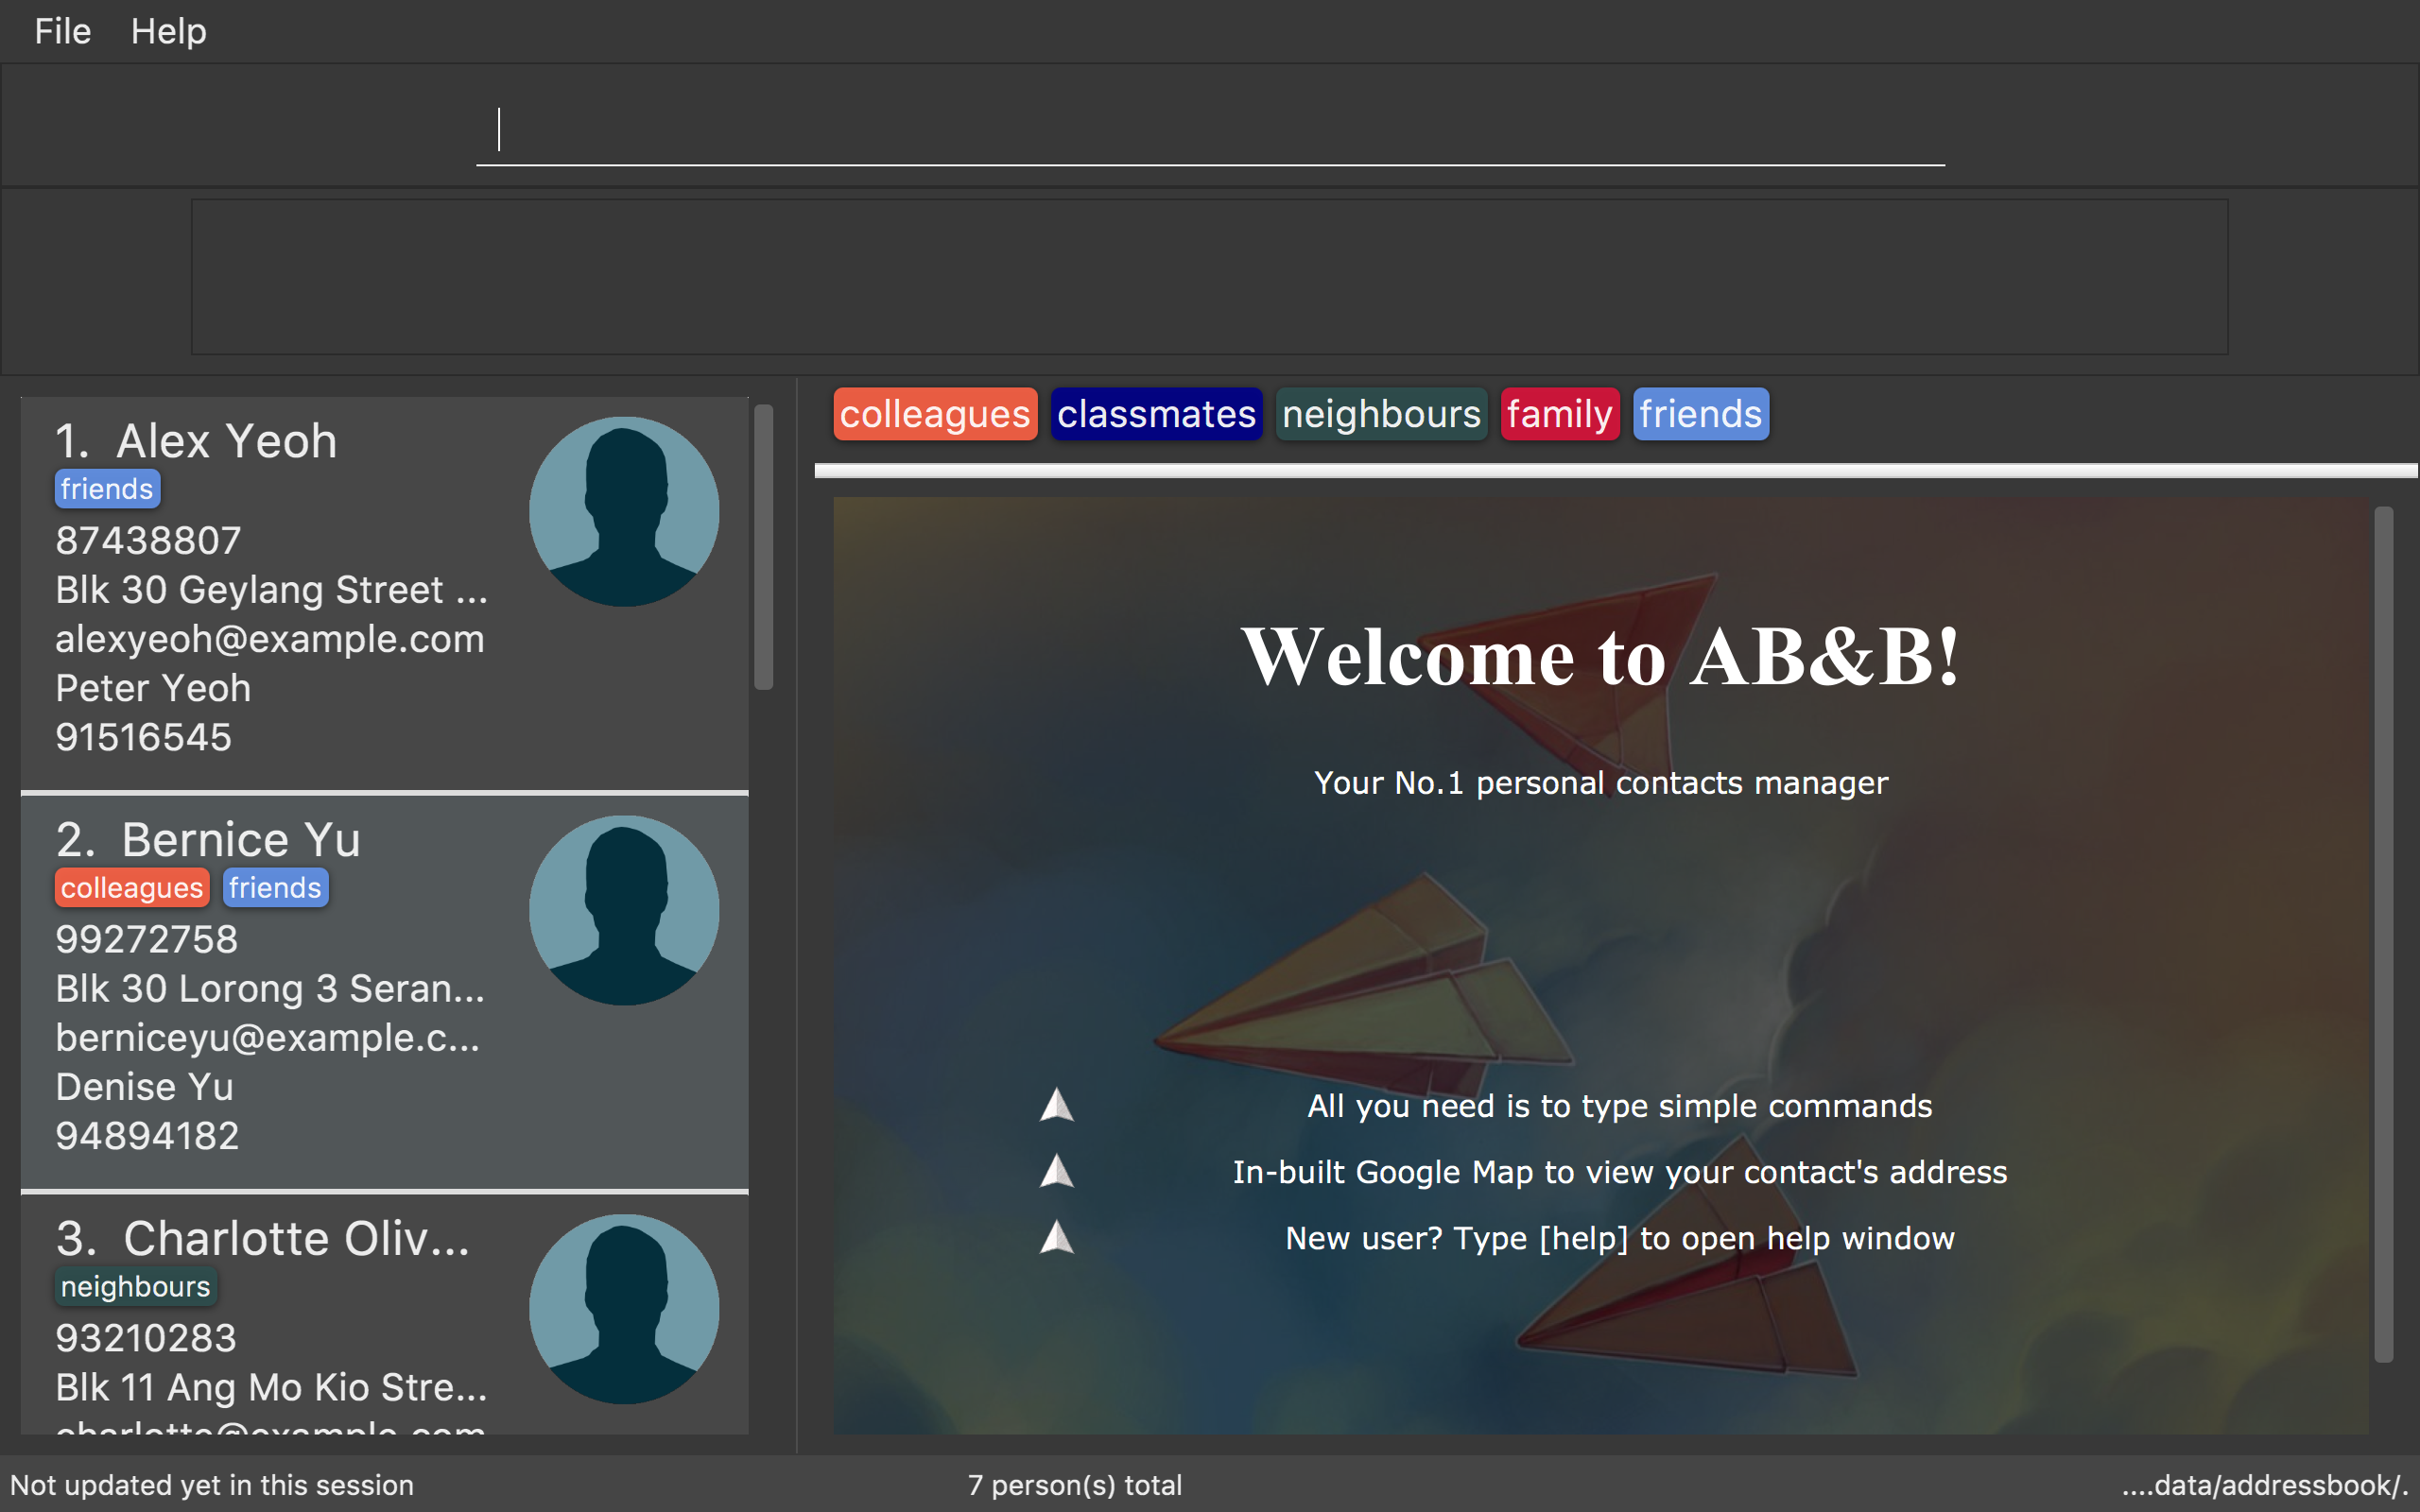 File Help
colleagues classmates neighbours family friends
1. Alex Yeoh
friends
87438807
Blk 30 Geylang Street ...
alexyeoh@example.com
Peter Yeoh
91516545
2. Bernice Yu
colleagues friends
99272758
Blk 30 Lorong 3 Seran...
berniceyu@example.c...
Denise Yu
94894182
3. Charlotte Oliv...
neighbours
93210283
Blk 11 Ang Mo Kio Stre...
charlotte@example.com
Welcome to AB&B!
Your No.1 personal contacts manager
All you need is to type simple commands
In-built Google Map to view your contact's address
New user? Type [help] to open help window
Not updated yet in this session
7 person(s) total
....data/addressbook/.